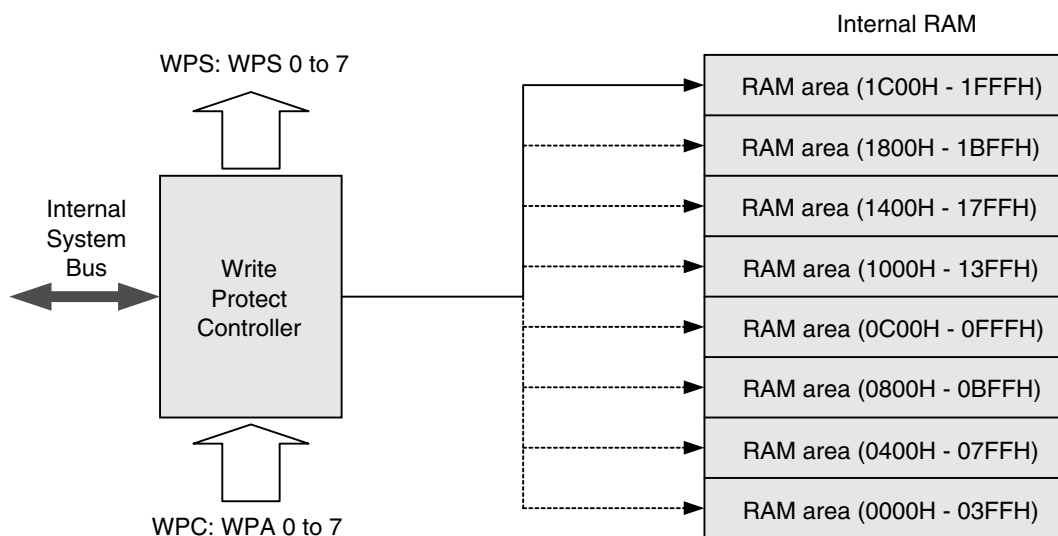 Internal RAM
WPS: WPS 0 to 7
RAM area (1C00H - 1FFFH)
RAM area (1800H - 1BFFH)
RAM area (1400H - 17FFH)
RAM area (1000H - 13FFH)
RAM area (0C00H - 0FFFH)
RAM area (0800H - 0BFFH)
RAM area (0400H - 07FFH)
RAM area (0000H - 03FFH)
Internal
System
Bus
Write
Protect
Controller
WPC: WPA 0 to 7